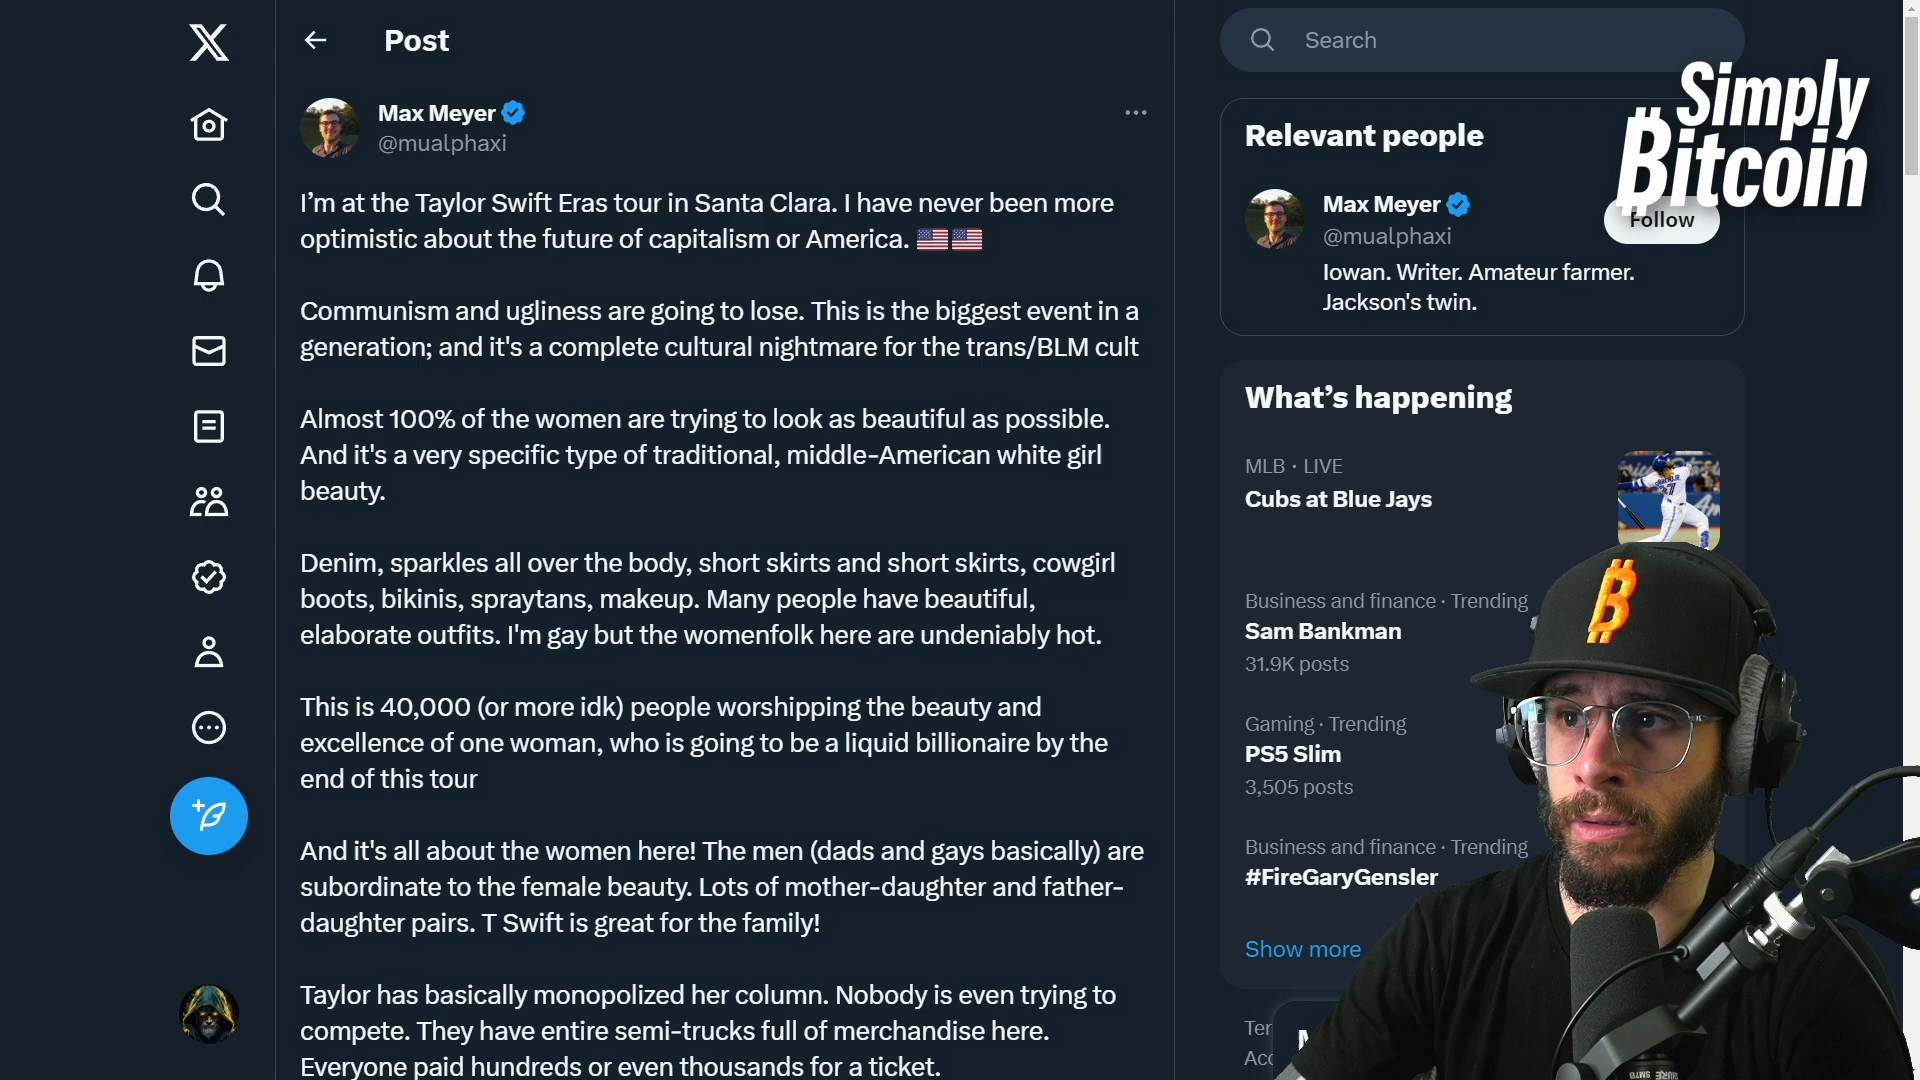 Post
Search
Simply
Bitcoin
Max Meyer
@mualphaxi
I’m at the Taylor Swift Eras tour in Santa Clara. I have never been more
optimistic about the future of capitalism or America.
Communism and ugliness are going to lose. This is the biggest event in a
generation; and it's a complete cultural nightmare for the trans/BLM cult
Almost 100% of the women are trying to look as beautiful as possible.
And it's a very specific type of traditional, middle-American white girl
beauty.
Denim, sparkles all over the body, short skirts and short skirts, cowgirl
boots, bikinis, spraytans, makeup. Many people have beautiful,
elaborate outfits. I'm gay but the womenfolk here are undeniably hot.
This is 40,000 (or more idk) people worshipping the beauty and
excellence of one woman, who is going to be a liquid billionaire by the
end of this tour
And it's all about the women here! The men (dads and gays basically) are
subordinate to the female beauty. Lots of mother-daughter and father-
daughter pairs. T Swift is great for the family!
Taylor has basically monopolized her column. Nobody is even trying to
compete. They have entire semi-trucks full of merchandise here.
Everyone paid hundreds or even thousands for a ticket.
Relevant people
Max Meyer
@mualphaxi
Follow
Iowan. Writer. Amateur farmer.
Jackson's twin.
What’s happening
MLB · LIVE
Cubs at Blue Jays
Business and finance · Trending
Sam Bankman
31.9K posts
Gaming · Trending
PS5 Slim
3,505 posts
Business and finance · Trending
#FireGaryGensler
Show more